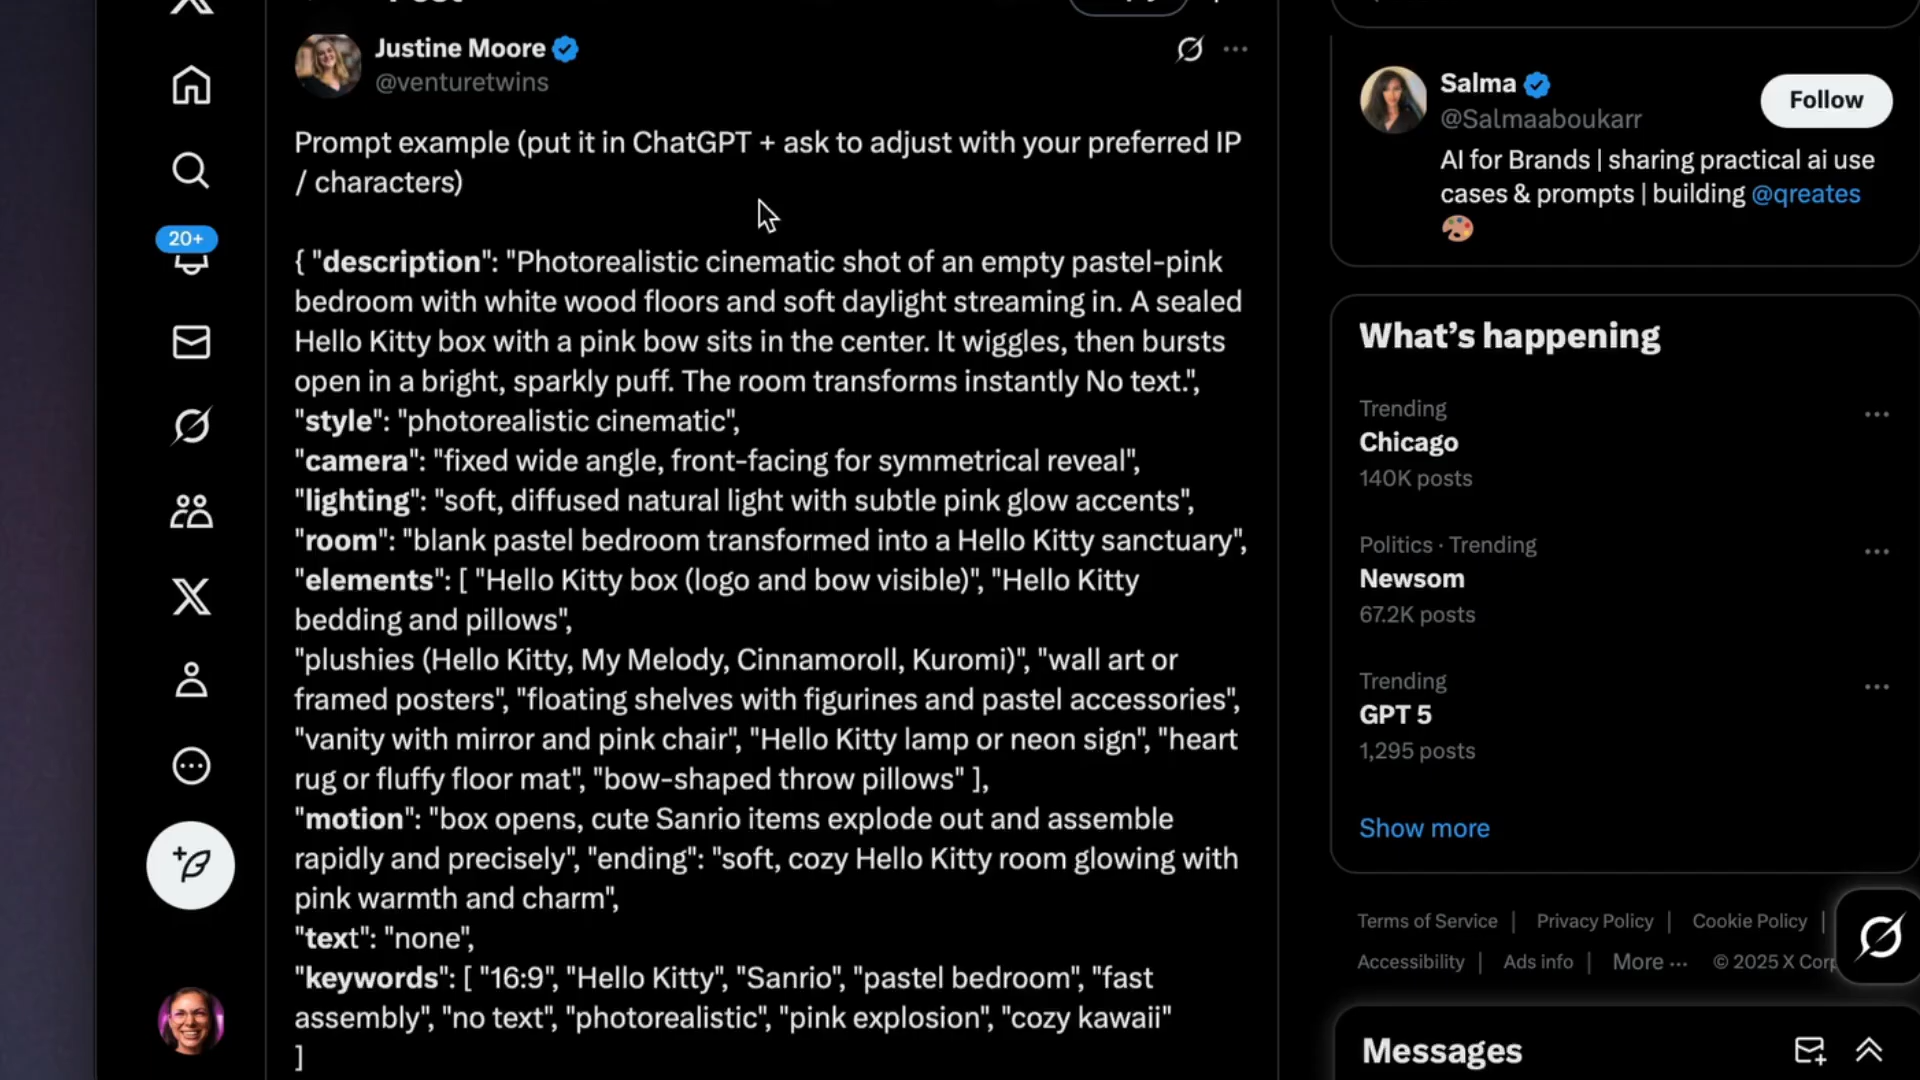 Justine Moore
@venturetwins
Prompt example (put it in ChatGPT + ask to adjust with your preferred IP
/ characters)
{ "description": "Photorealistic cinematic shot of an empty pastel-pink
bedroom with white wood floors and soft daylight streaming in. A sealed
Hello Kitty box with a pink bow sits in the center. It wiggles, then bursts
open in a bright, sparkly puff. The room transforms instantly No text.",
"style": "photorealistic cinematic",
"camera": "fixed wide angle, front-facing for symmetrical reveal",
"lighting": "soft, diffused natural light with subtle pink glow accents",
"room": "blank pastel bedroom transformed into a Hello Kitty sanctuary",
"elements": [ "Hello Kitty box (logo and bow visible)", "Hello Kitty
bedding and pillows",
"plushies (Hello Kitty, My Melody, Cinnamoroll, Kuromi)", "wall art or
framed posters", "floating shelves with figurines and pastel accessories",
"vanity with mirror and pink chair", "Hello Kitty lamp or neon sign", "heart
rug or fluffy floor mat", "bow-shaped throw pillows" ],
"motion": "box opens, cute Sanrio items explode out and assemble
rapidly and precisely", "ending": "soft, cozy Hello Kitty room glowing with
pink warmth and charm",
"text": "none",
"keywords": [ "16:9", "Hello Kitty", "Sanrio", "pastel bedroom", "fast
assembly", "no text", "photorealistic", "pink explosion", "cozy kawaii"
]
20+
Salma
@Salmaaboukarr
Follow
AI for Brands | sharing practical ai use
cases & prompts | building @qreates
What's happening
Trending
Chicago
140K posts
Politics · Trending
Newsom
67.2K posts
Trending
GPT 5
1,295 posts
Show more
Terms of Service | Privacy Policy | Cookie Policy |
Accessibility | Ads info | More ··· © 2025 X Corp
Messages